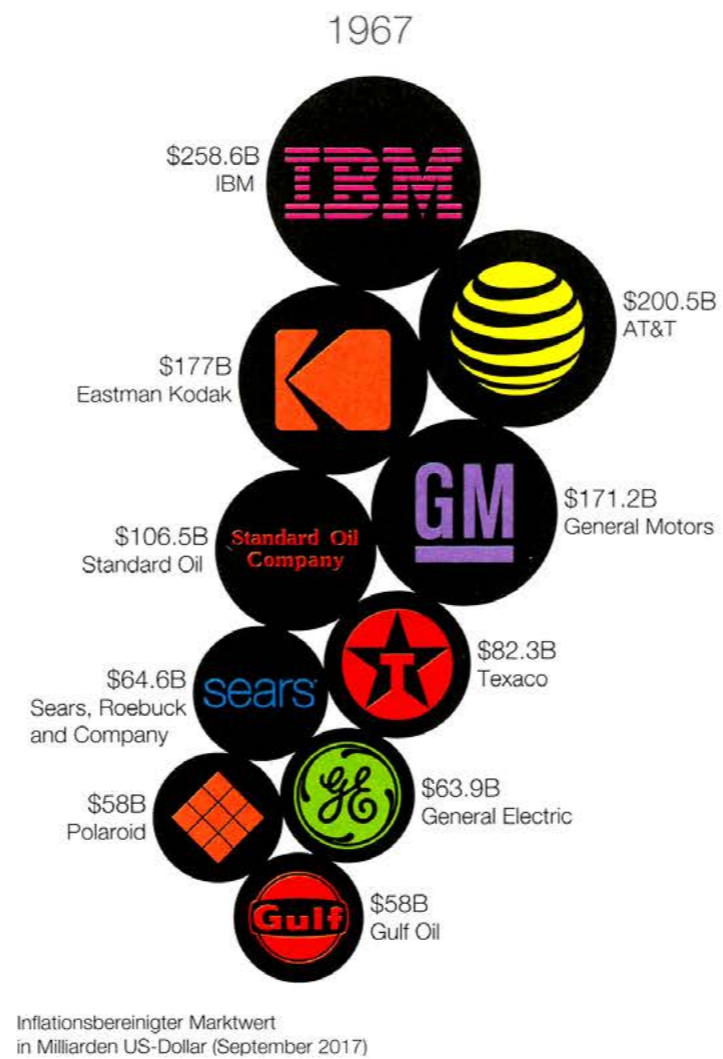 1967
$258.6B
IBM
IBM
$200.5B
AT&T
$177B
Eastman Kodak
GM
$171.2B
General Motors
$106.5B
Standard Oil
Standard Oil
Company
T
$82.3B
Texaco
$64.6B
Sears, Roebuck
and Company
sears
$58B
Polaroid
GE
$63.9B
General Electric
Gulf
$58B
Gulf Oil
Inflationsbereinigter Marktwert
in Milliarden US-Dollar (September 2017)